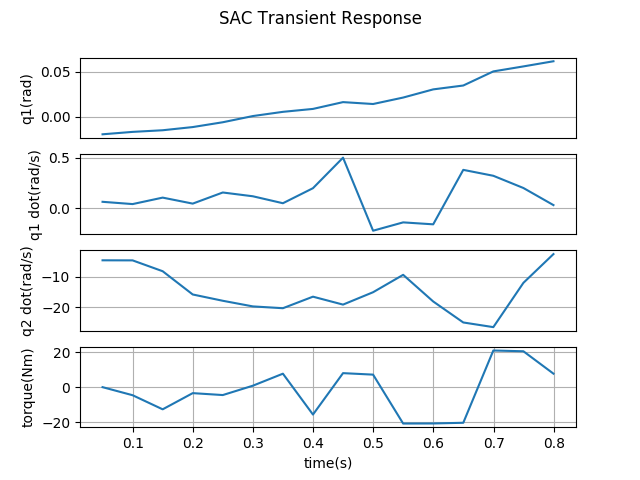 SAC Transient Response
q1(rad)
0.05
0.00
q1 dot(rad/s)
0.5
0.0
q2 dot(rad/s)
−10
−20
torque(Nm)
20
0
−20
0.1 0.2 0.3 0.4 0.5 0.6 0.7 0.8
time(s)